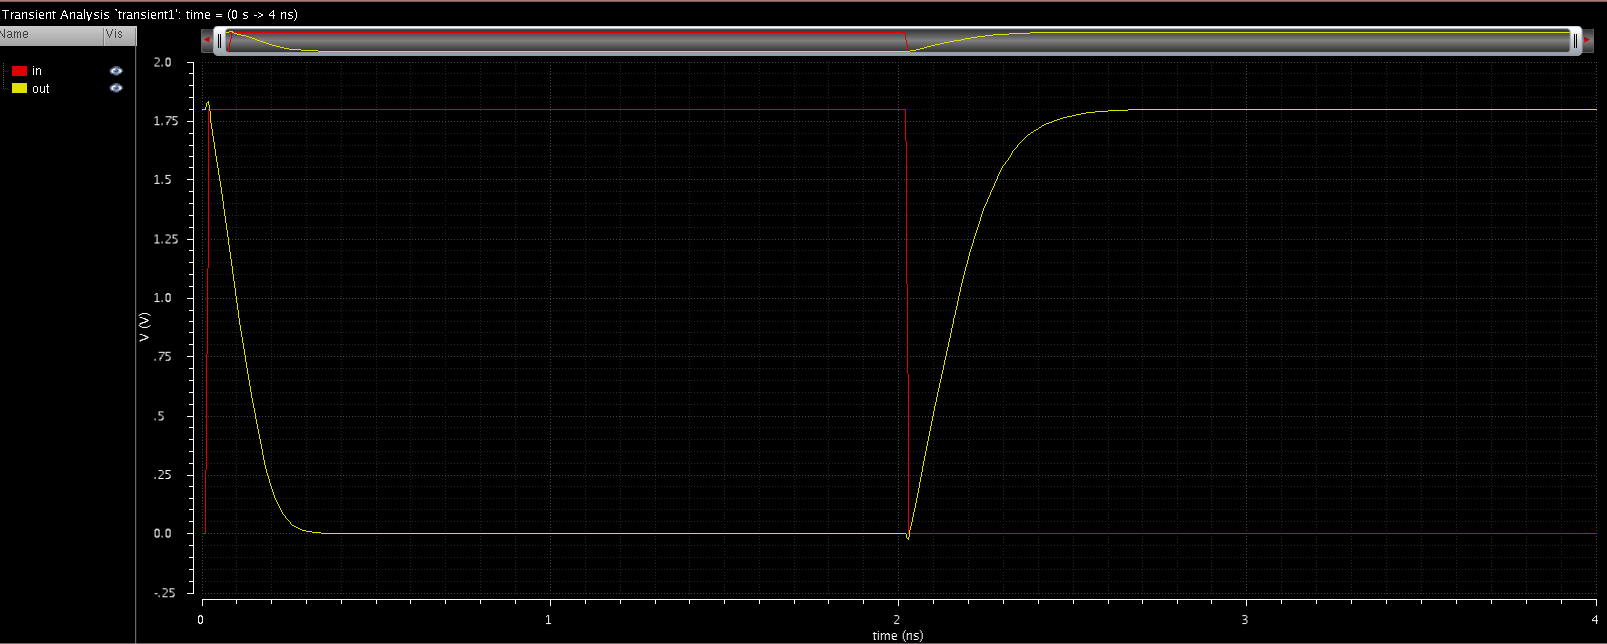 Transient Analysis `transient1': time = (0 s -> 4 ns)
Name Vis
in
out
2.0
1.75
1.5
1.25
1.0
.75
.5
.25
0.0
-.25
V (V)
0 1 2 3 4
time (ns)